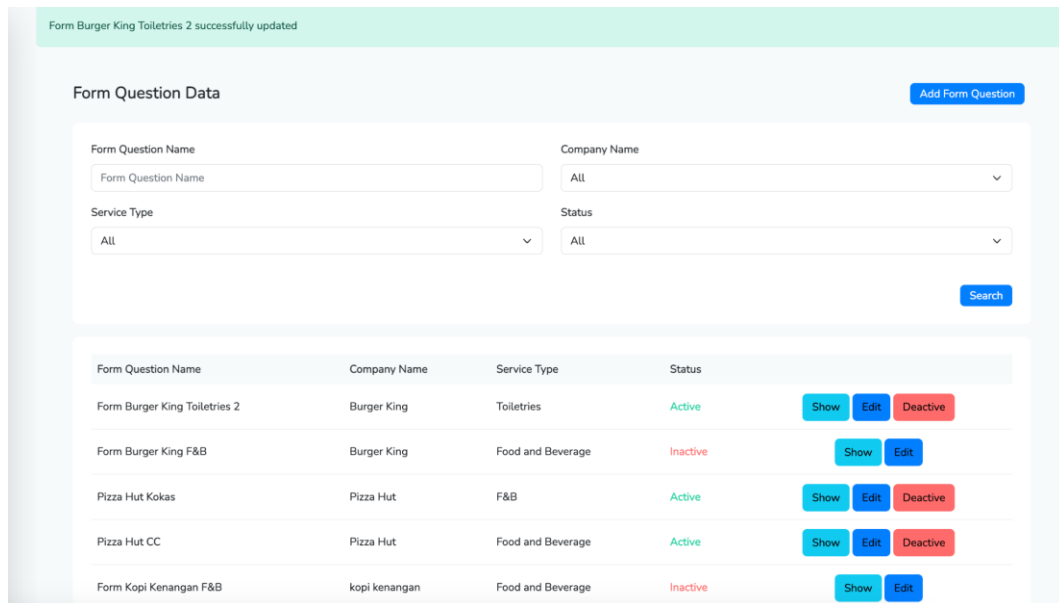 Form Burger King Toiletries 2 successfully updated
Form Question Data
Add Form Question
Form Question Name
Company Name
Form Question Name
All
Service Type
Status
All
All
Search
Form Question Name Company Name Service Type Status
Form Burger King Toiletries 2 Burger King Toiletries Active Show Edit Deactive
Form Burger King F&B Burger King Food and Beverage Inactive Show Edit
Pizza Hut Kokas Pizza Hut F&B Active Show Edit Deactive
Pizza Hut CC Pizza Hut Food and Beverage Active Show Edit Deactive
Form Kopi Kenangan F&B kopi kenangan Food and Beverage Inactive Show Edit